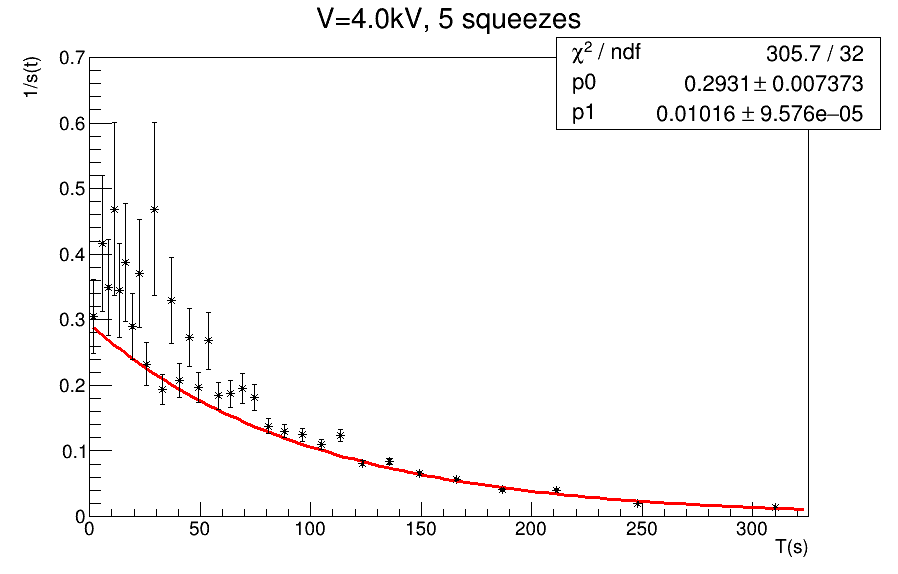 V=4.0kV, 5 squeezes
χ² / ndf 305.7 / 32
p0 0.2931 ± 0.007373
p1 0.01016 ± 9.576e−05
1/s(t)
0.7
0.6
0.5
0.4
0.3
0.2
0.1
0
0 50 100 150 200 250 300
T(s)